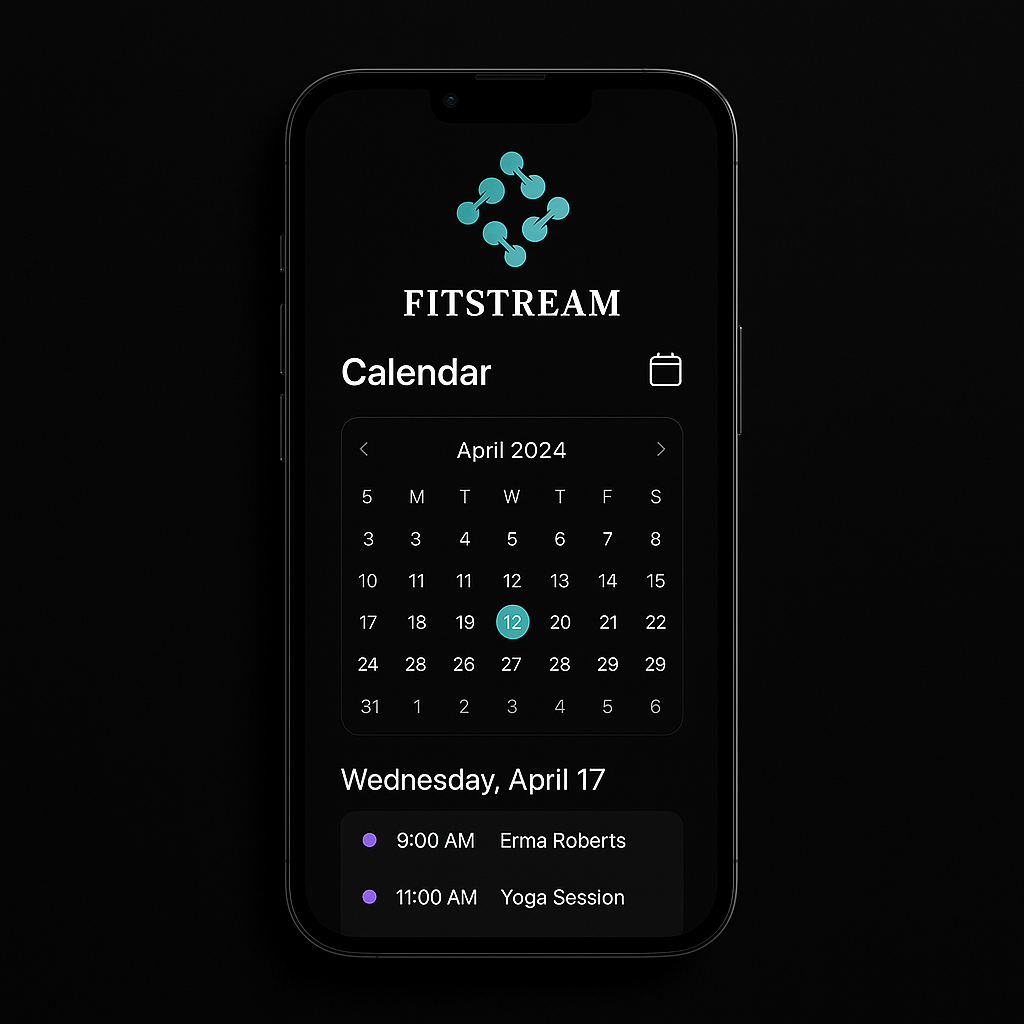 FITSTREAM
Calendar
April 2024
5 M T W T F S
3 3 4 5 6 7 8
10 11 11 12 13 14 15
17 18 19 12 20 21 22
24 28 26 27 28 29 29
31 1 2 3 4 5 6
Wednesday, April 17
9:00 AM Erma Roberts
11:00 AM Yoga Session